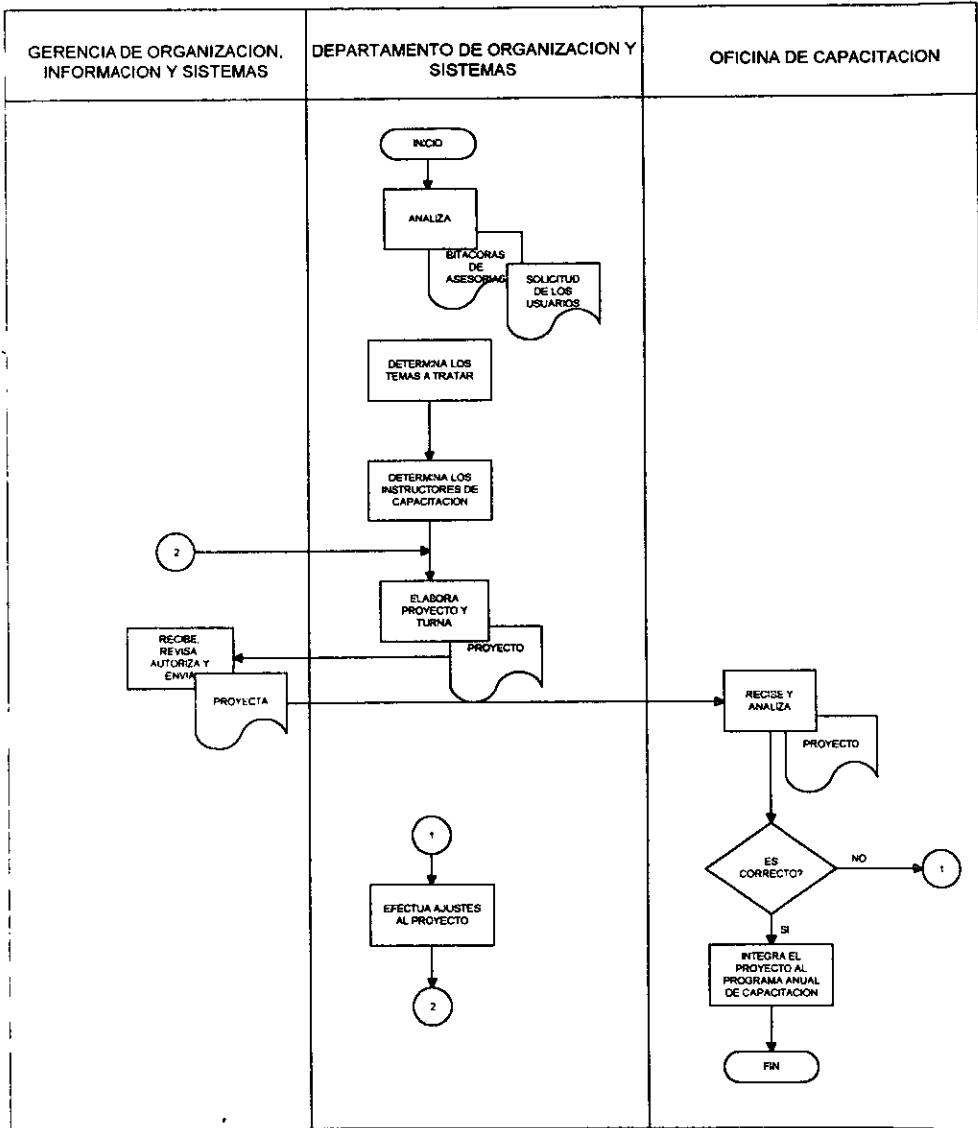 GERENCIA DE ORGANIZACION,
INFORMACION Y SISTEMAS
DEPARTAMENTO DE ORGANIZACION Y
SISTEMAS
OFICINA DE CAPACITACION
INICIO
ANALIZA
BITACORAS
DE
ASESORIAS
SOLICITUD
DE LOS
USUARIOS
DETERMINA LOS
TEMAS A TRATAR
DETERMINA LOS
INSTRUCTORES DE
CAPACITACION
2
ELABORA
PROYECTO Y
TURNA
PROYECTO
RECIBE,
REVISA
AUTORIZA Y
ENVIA
PROYECTA
RECISE Y
ANALIZA
PROYECTO
1
EFECTUA AJUSTES
AL PROYECTO
2
ES
CORRECTO?
NO
1
SI
INTEGRA EL
PROYECTO AL
PROGRAMA ANUAL
DE CAPACITACION
FIN